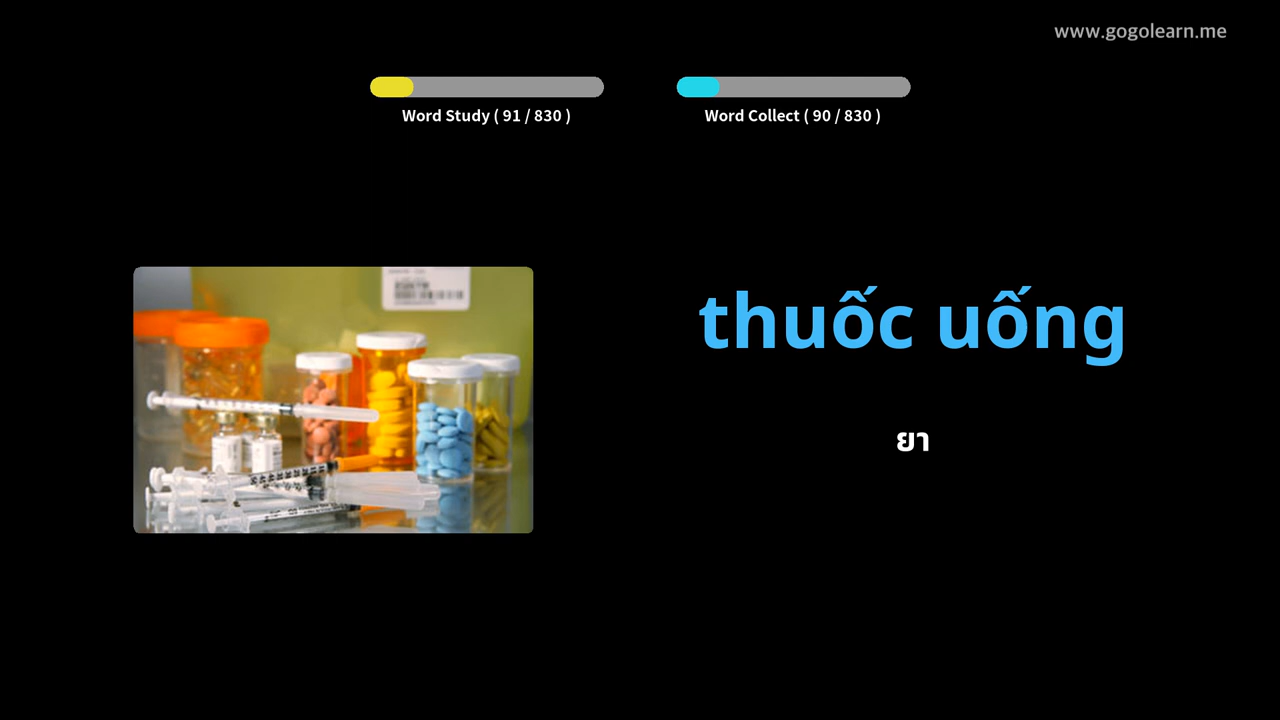 www.gogolearn.me
Word Study ( 91 / 830 )
Word Collect ( 90 / 830 )
thuốc uống
ยา